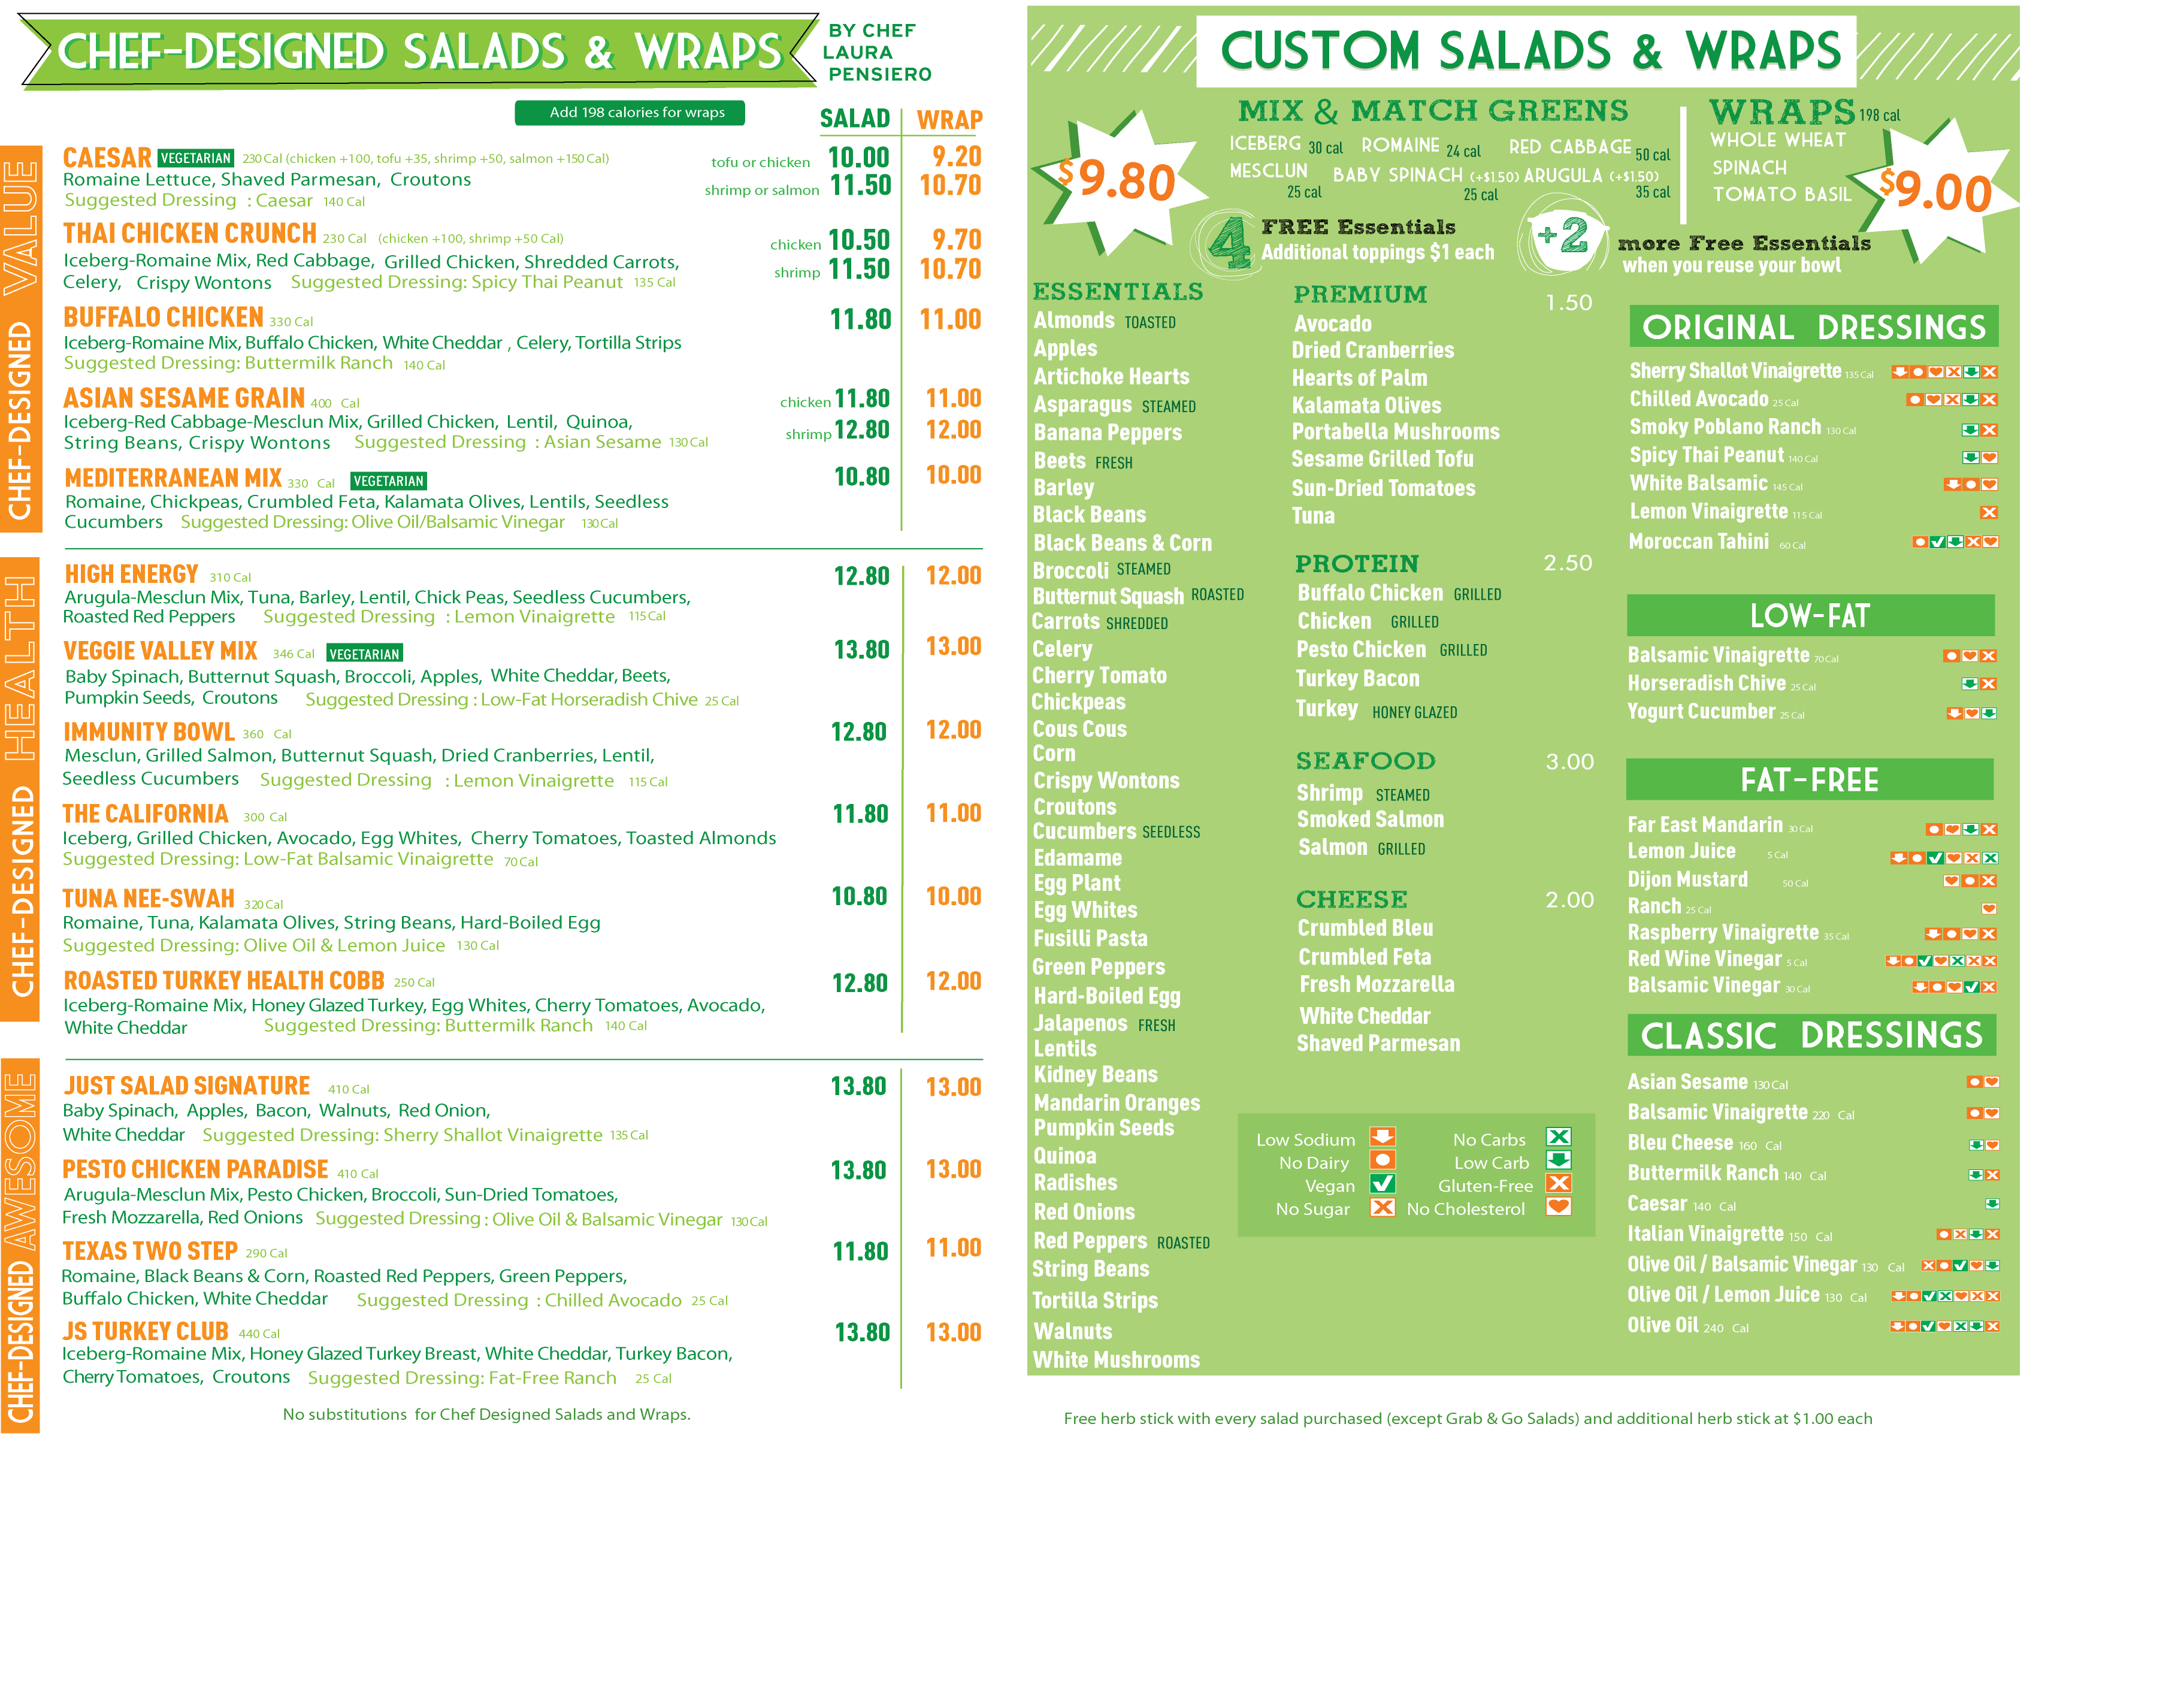 CHEF-DESIGNED SALADS & WRAPS
BY CHEF
LAURA
PENSIERO
Add 198 calories for wraps
SALAD WRAP
CHEF-DESIGNED VALUE
CAESAR VEGETARIAN 230 Cal (chicken +100, tofu +35, shrimp +50, salmon +150 Cal) tofu or chicken 10.00 9.20
Romaine Lettuce, Shaved Parmesan, Croutons shrimp or salmon 11.50 10.70
Suggested Dressing : Caesar 140 Cal
THAI CHICKEN CRUNCH 230 Cal (chicken +100, shrimp +50 Cal) chicken 10.50 9.70
Iceberg-Romaine Mix, Red Cabbage, Grilled Chicken, Shredded Carrots, shrimp 11.50 10.70
Celery, Crispy Wontons Suggested Dressing: Spicy Thai Peanut 135 Cal
BUFFALO CHICKEN 330 Cal 11.80 11.00
Iceberg-Romaine Mix, Buffalo Chicken, White Cheddar , Celery, Tortilla Strips
Suggested Dressing: Buttermilk Ranch 140 Cal
ASIAN SESAME GRAIN 400 Cal chicken 11.80 11.00
Iceberg-Red Cabbage-Mesclun Mix, Grilled Chicken, Lentil, Quinoa, shrimp 12.80 12.00
String Beans, Crispy Wontons Suggested Dressing : Asian Sesame 130 Cal
MEDITERRANEAN MIX 330 Cal VEGETARIAN 10.80 10.00
Romaine, Chickpeas, Crumbled Feta, Kalamata Olives, Lentils, Seedless
Cucumbers Suggested Dressing: Olive Oil/Balsamic Vinegar 130 Cal
CHEF-DESIGNED HEALTH
HIGH ENERGY 310 Cal 12.80 12.00
Arugula-Mesclun Mix, Tuna, Barley, Lentil, Chick Peas, Seedless Cucumbers,
Roasted Red Peppers Suggested Dressing : Lemon Vinaigrette 115 Cal
VEGGIE VALLEY MIX 346 Cal VEGETARIAN 13.80 13.00
Baby Spinach, Butternut Squash, Broccoli, Apples, White Cheddar, Beets,
Pumpkin Seeds, Croutons Suggested Dressing : Low-Fat Horseradish Chive 25 Cal
IMMUNITY BOWL 360 Cal 12.80 12.00
Mesclun, Grilled Salmon, Butternut Squash, Dried Cranberries, Lentil,
Seedless Cucumbers Suggested Dressing : Lemon Vinaigrette 115 Cal
THE CALIFORNIA 300 Cal 11.80 11.00
Iceberg, Grilled Chicken, Avocado, Egg Whites, Cherry Tomatoes, Toasted Almonds
Suggested Dressing: Low-Fat Balsamic Vinaigrette 70 Cal
TUNA NEE-SWAH 320 Cal 10.80 10.00
Romaine, Tuna, Kalamata Olives, String Beans, Hard-Boiled Egg
Suggested Dressing: Olive Oil & Lemon Juice 130 Cal
ROASTED TURKEY HEALTH COBB 250 Cal 12.80 12.00
Iceberg-Romaine Mix, Honey Glazed Turkey, Egg Whites, Cherry Tomatoes, Avocado,
White Cheddar Suggested Dressing: Buttermilk Ranch 140 Cal
CHEF-DESIGNED AWESOME
JUST SALAD SIGNATURE 410 Cal 13.80 13.00
Baby Spinach, Apples, Bacon, Walnuts, Red Onion,
White Cheddar Suggested Dressing: Sherry Shallot Vinaigrette 135 Cal
PESTO CHICKEN PARADISE 410 Cal 13.80 13.00
Arugula-Mesclun Mix, Pesto Chicken, Broccoli, Sun-Dried Tomatoes,
Fresh Mozzarella, Red Onions Suggested Dressing : Olive Oil & Balsamic Vinegar 130 Cal
TEXAS TWO STEP 290 Cal 11.80 11.00
Romaine, Black Beans & Corn, Roasted Red Peppers, Green Peppers,
Buffalo Chicken, White Cheddar Suggested Dressing : Chilled Avocado 25 Cal
JS TURKEY CLUB 440 Cal 13.80 13.00
Iceberg-Romaine Mix, Honey Glazed Turkey Breast, White Cheddar, Turkey Bacon,
Cherry Tomatoes, Croutons Suggested Dressing: Fat-Free Ranch 25 Cal
No substitutions for Chef Designed Salads and Wraps.
CUSTOM SALADS & WRAPS
$9.80
MIX & MATCH GREENS
ICEBERG 30 cal ROMAINE 24 cal RED CABBAGE 50 cal
MESCLUN 25 cal BABY SPINACH (+$1.50) 25 cal ARUGULA (+$1.50) 35 cal
WRAPS 198 cal
WHOLE WHEAT
SPINACH
TOMATO BASIL
$9.00
4 FREE Essentials
Additional toppings $1 each
+2 more Free Essentials
when you reuse your bowl
ESSENTIALS
Almonds TOASTED
Apples
Artichoke Hearts
Asparagus STEAMED
Banana Peppers
Beets FRESH
Barley
Black Beans
Black Beans & Corn
Broccoli STEAMED
Butternut Squash ROASTED
Carrots SHREDDED
Celery
Cherry Tomato
Chickpeas
Cous Cous
Corn
Crispy Wontons
Croutons
Cucumbers SEEDLESS
Edamame
Egg Plant
Egg Whites
Fusilli Pasta
Green Peppers
Hard-Boiled Egg
Jalapenos FRESH
Lentils
Kidney Beans
Mandarin Oranges
Pumpkin Seeds
Quinoa
Radishes
Red Onions
Red Peppers ROASTED
String Beans
Tortilla Strips
Walnuts
White Mushrooms
PREMIUM 1.50
Avocado
Dried Cranberries
Hearts of Palm
Kalamata Olives
Portabella Mushrooms
Sesame Grilled Tofu
Sun-Dried Tomatoes
Tuna
PROTEIN 2.50
Buffalo Chicken GRILLED
Chicken GRILLED
Pesto Chicken GRILLED
Turkey Bacon
Turkey HONEY GLAZED
SEAFOOD 3.00
Shrimp STEAMED
Smoked Salmon
Salmon GRILLED
CHEESE 2.00
Crumbled Bleu
Crumbled Feta
Fresh Mozzarella
White Cheddar
Shaved Parmesan
Low Sodium No Carbs
No Dairy Low Carb
Vegan Gluten-Free
No Sugar No Cholesterol
ORIGINAL DRESSINGS
Sherry Shallot Vinaigrette 135 Cal
Chilled Avocado 25 Cal
Smoky Poblano Ranch 130 Cal
Spicy Thai Peanut 140 Cal
White Balsamic 145 Cal
Lemon Vinaigrette 115 Cal
Moroccan Tahini 60 Cal
LOW-FAT
Balsamic Vinaigrette 70 Cal
Horseradish Chive 25 Cal
Yogurt Cucumber 25 Cal
FAT-FREE
Far East Mandarin 30 Cal
Lemon Juice 5 Cal
Dijon Mustard 50 Cal
Ranch 25 Cal
Raspberry Vinaigrette 35 Cal
Red Wine Vinegar 5 Cal
Balsamic Vinegar 30 Cal
CLASSIC DRESSINGS
Asian Sesame 130 Cal
Balsamic Vinaigrette 220 Cal
Bleu Cheese 160 Cal
Buttermilk Ranch 140 Cal
Caesar 140 Cal
Italian Vinaigrette 150 Cal
Olive Oil / Balsamic Vinegar 130 Cal
Olive Oil / Lemon Juice 130 Cal
Olive Oil 240 Cal
Free herb stick with every salad purchased (except Grab & Go Salads) and additional herb stick at $1.00 each